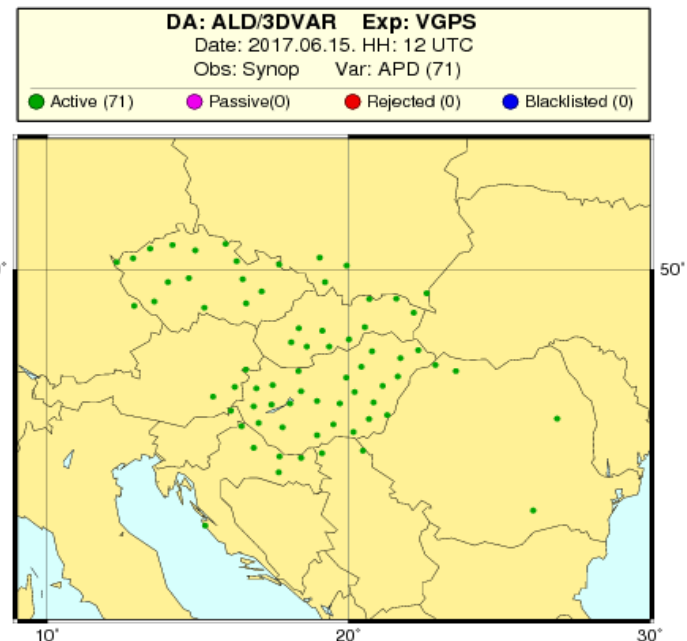 DA: ALD/3DVAR Exp: VGPS
Date: 2017.06.15. HH: 12 UTC
Obs: Synop Var: APD (71)
Active (71) Passive(0) Rejected (0) Blacklisted (0)
50°
10° 20° 30°